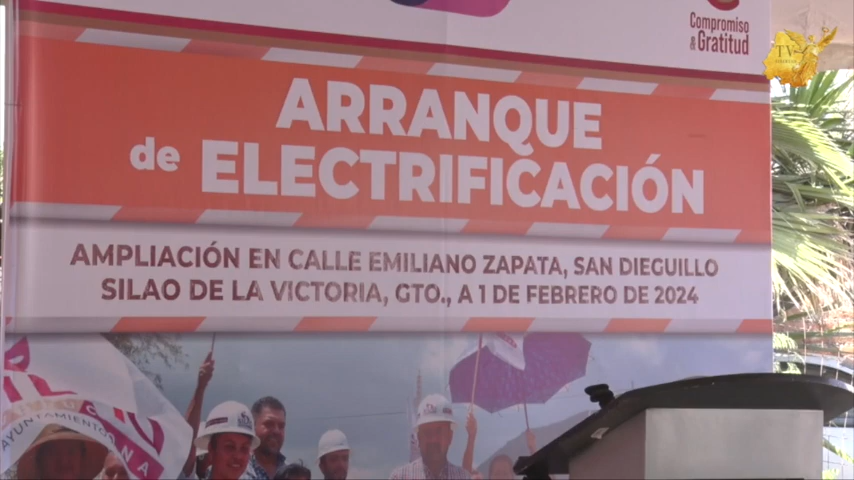 Compromiso
& Gratitud
TV
ARRANQUE
de ELECTRIFICACIÓN
AMPLIACIÓN EN CALLE EMILIANO ZAPATA, SAN DIEGUILLO
SILAO DE LA VICTORIA, GTO., A 1 DE FEBRERO DE 2024
AYUNTAMIENTO